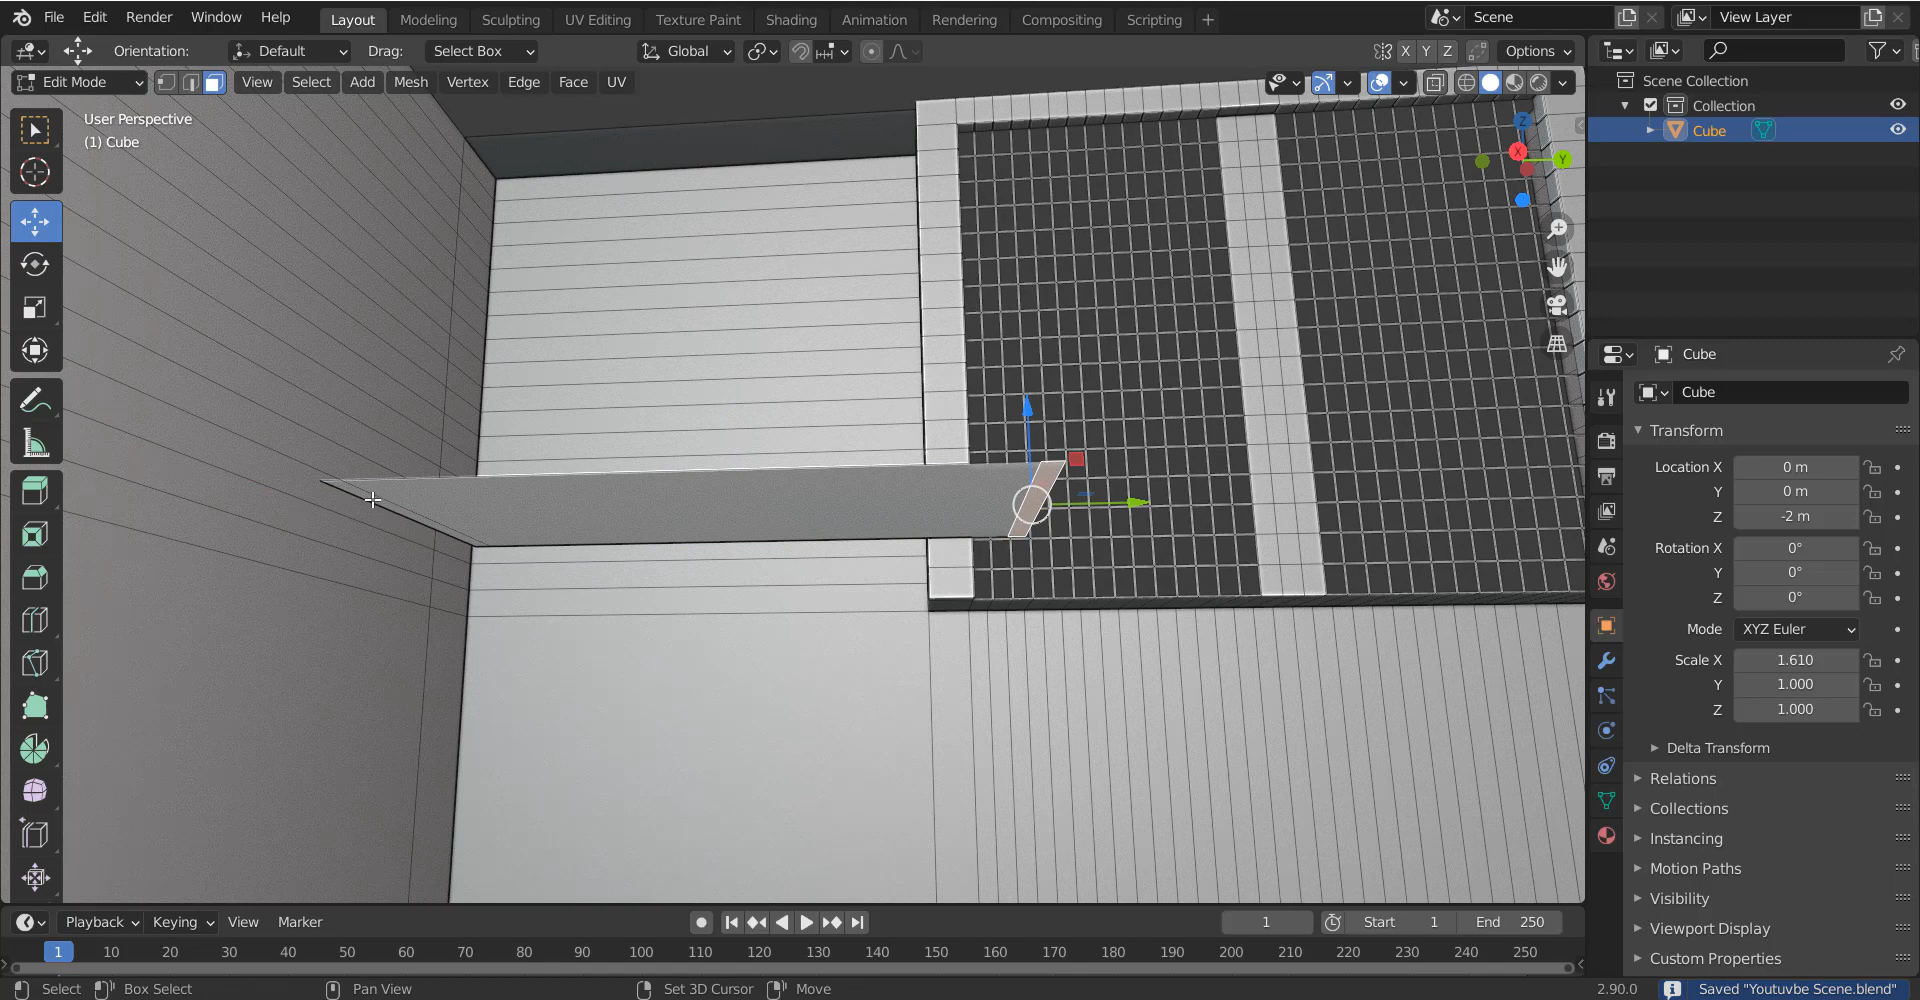 File Edit Render Window Help Layout Modeling Sculpting UV Editing Texture Paint Shading Animation Rendering Compositing Scripting + Scene View Layer
Orientation: Default Drag: Select Box Global X Y Z Options
Edit Mode View Select Add Mesh Vertex Edge Face UV
User Perspective
(1) Cube
Z
X
Y
Scene Collection
Collection
Cube
Cube
Cube
Transform
Location X 0 m
Y 0 m
Z -2 m
Rotation X 0°
Y 0°
Z 0°
Mode XYZ Euler
Scale X 1.610
Y 1.000
Z 1.000
Delta Transform
Relations
Collections
Instancing
Motion Paths
Visibility
Viewport Display
Custom Properties
Playback Keying View Marker 1 Start 1 End 250
1 10 20 30 40 50 60 70 80 90 100 110 120 130 140 150 160 170 180 190 200 210 220 230 240 250
Select Box Select Pan View Set 3D Cursor Move 2.90.0 Saved "Youtuvbe Scene.blend"